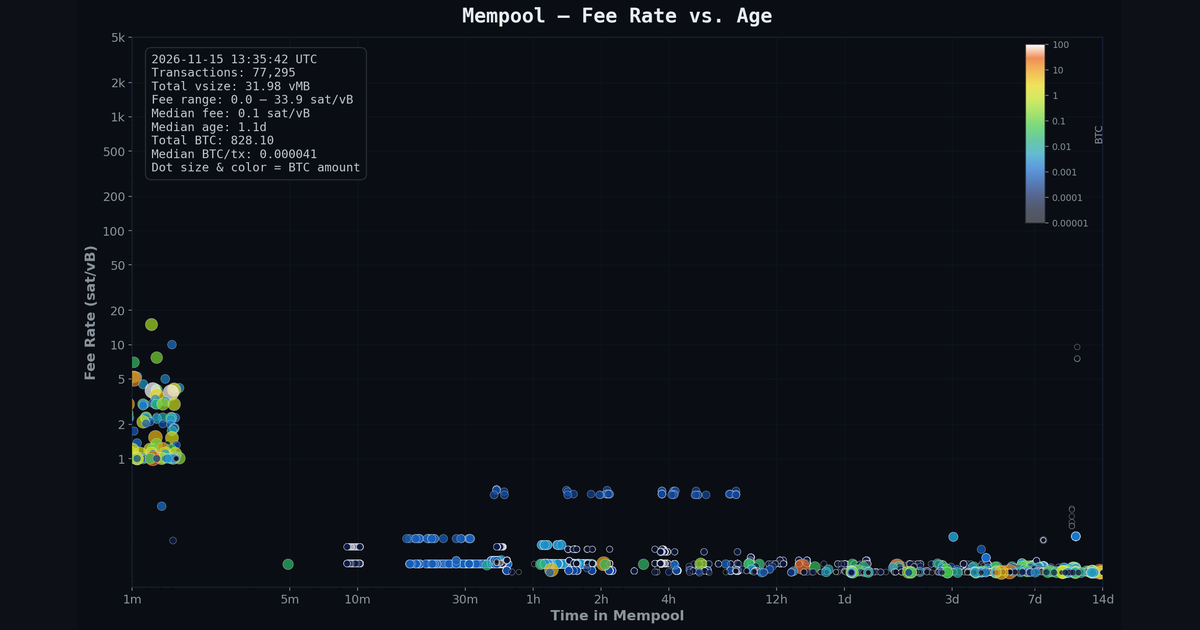 Mempool — Fee Rate vs. Age
2026-11-15 13:35:42 UTC
Transactions: 77,295
Total vsize: 31.98 vMB
Fee range: 0.0 – 33.9 sat/vB
Median fee: 0.1 sat/vB
Median age: 1.1d
Total BTC: 828.10
Median BTC/tx: 0.000041
Dot size & color = BTC amount
100
10
1
0.1
0.01
0.001
0.0001
0.00001
BTC
Fee Rate (sat/vB)
5k
2k
1k
500
200
100
50
20
10
5
2
1
1m 5m 10m 30m 1h 2h 4h 12h 1d 3d 7d 14d
Time in Mempool